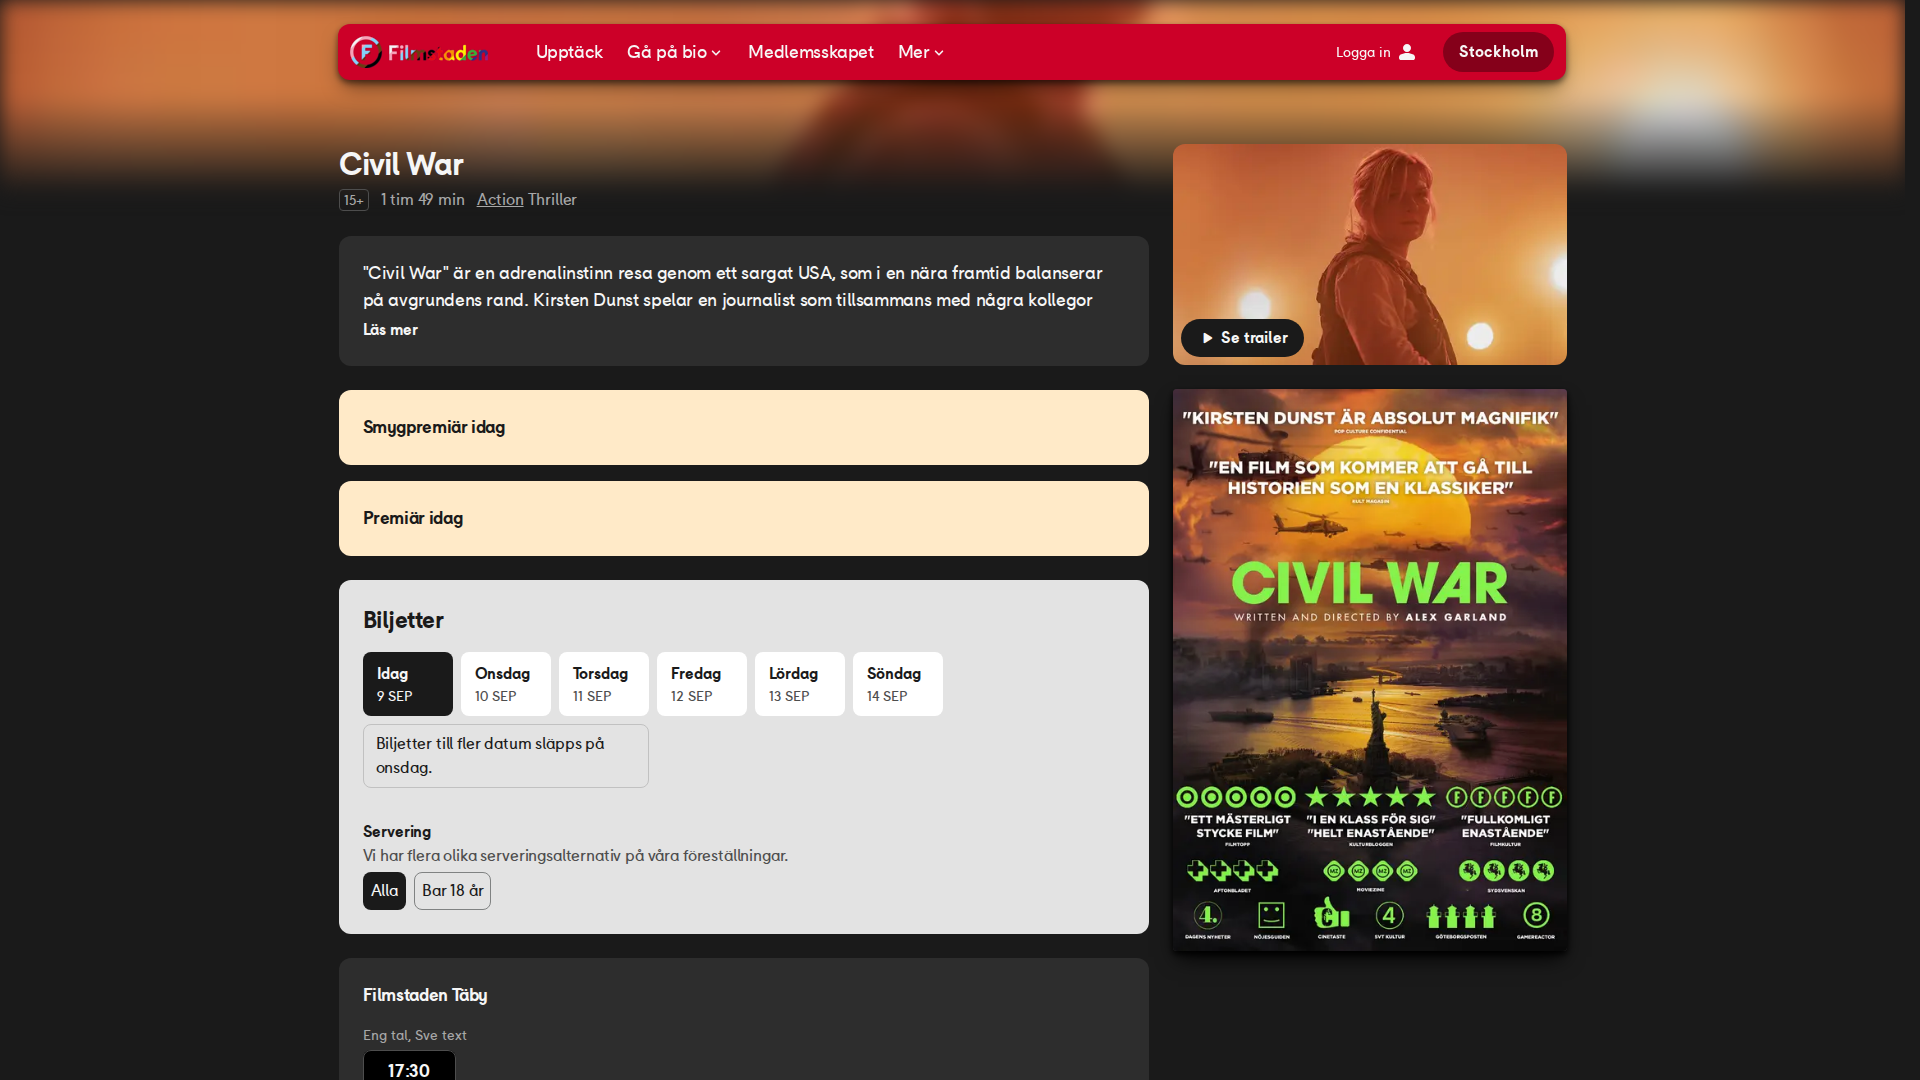 Filmstaden
Upptäck
Gå på bio
Medlemsskapet
Mer
Logga in
Stockholm
Civil War
15+
1 tim 49 min
Action Thriller
"Civil War" är en adrenalinstinn resa genom ett sargat USA, som i en nära framtid balanserar
på avgrundens rand. Kirsten Dunst spelar en journalist som tillsammans med några kollegor
Läs mer
Smygpremiär idag
Premiär idag
Biljetter
Idag
9 SEP
Onsdag
10 SEP
Torsdag
11 SEP
Fredag
12 SEP
Lördag
13 SEP
Söndag
14 SEP
Biljetter till fler datum släpps på
onsdag.
Servering
Vi har flera olika serveringsalternativ på våra föreställningar.
Alla
Bar 18 år
Filmstaden Täby
Eng tal, Sve text
17:30
Se trailer
"KIRSTEN DUNST ÄR ABSOLUT MAGNIFIK"
POP CULTURE CONFIDENTIAL
"EN FILM SOM KOMMER ATT GÅ TILL
HISTORIEN SOM EN KLASSIKER"
KULT MAGASIN
CIVIL WAR
WRITTEN AND DIRECTED BY ALEX GARLAND
"ETT MÄSTERLIGT
STYCKE FILM"
FILMTOPP
"I EN KLASS FÖR SIG"
"HELT ENASTÅENDE"
KULTURBLOGGEN
"FULLKOMLIGT
ENASTÅENDE"
FILMKULTUR
AFTONBLADET
MOVIEZINE
SYDSVENSKAN
4.
DAGENS NYHETER
NÖJESGUIDEN
CINETASTE
4
SVT KULTUR
GÖTEBORGSPOSTEN
8
GAMEREACTOR